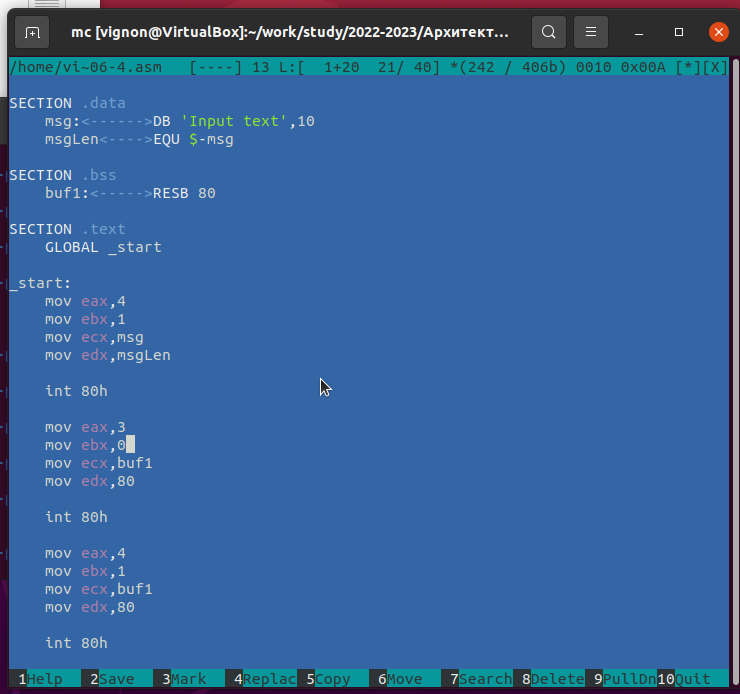 mc [vignon@VirtualBox]:~/work/study/2022-2023/Архитект...
/home/vi~06-4.asm   [----] 13 L:[  1+20  21/ 40] *(242 / 406b) 0010 0x00A [*][X]
SECTION .data
    msg:<------>DB 'Input text',10
    msgLen<---->EQU $-msg
SECTION .bss
    buf1:<----->RESB 80
SECTION .text
    GLOBAL _start
_start:
    mov eax,4
    mov ebx,1
    mov ecx,msg
    mov edx,msgLen
    int 80h
    mov eax,3
    mov ebx,0
    mov ecx,buf1
    mov edx,80
    int 80h
    mov eax,4
    mov ebx,1
    mov ecx,buf1
    mov edx,80
    int 80h
1Help  2Save  3Mark  4Replac 5Copy  6Move  7Search 8Delete 9PullDn 10Quit